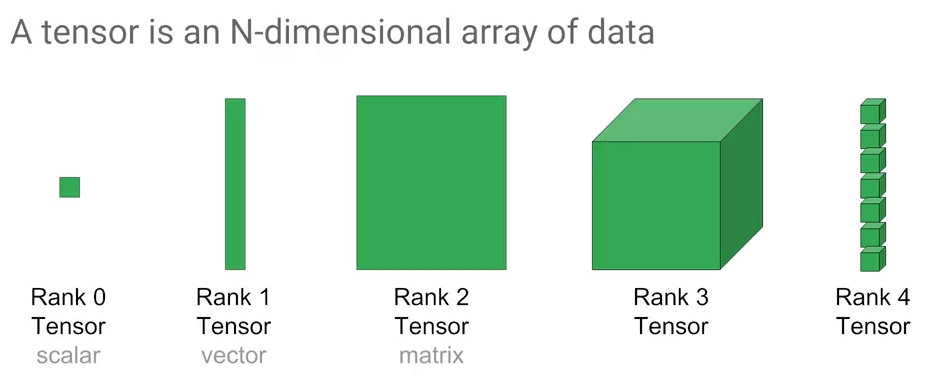 A tensor is an N-dimensional array of data
Rank 0
Tensor
scalar
Rank 1
Tensor
vector
Rank 2
Tensor
matrix
Rank 3
Tensor
Rank 4
Tensor